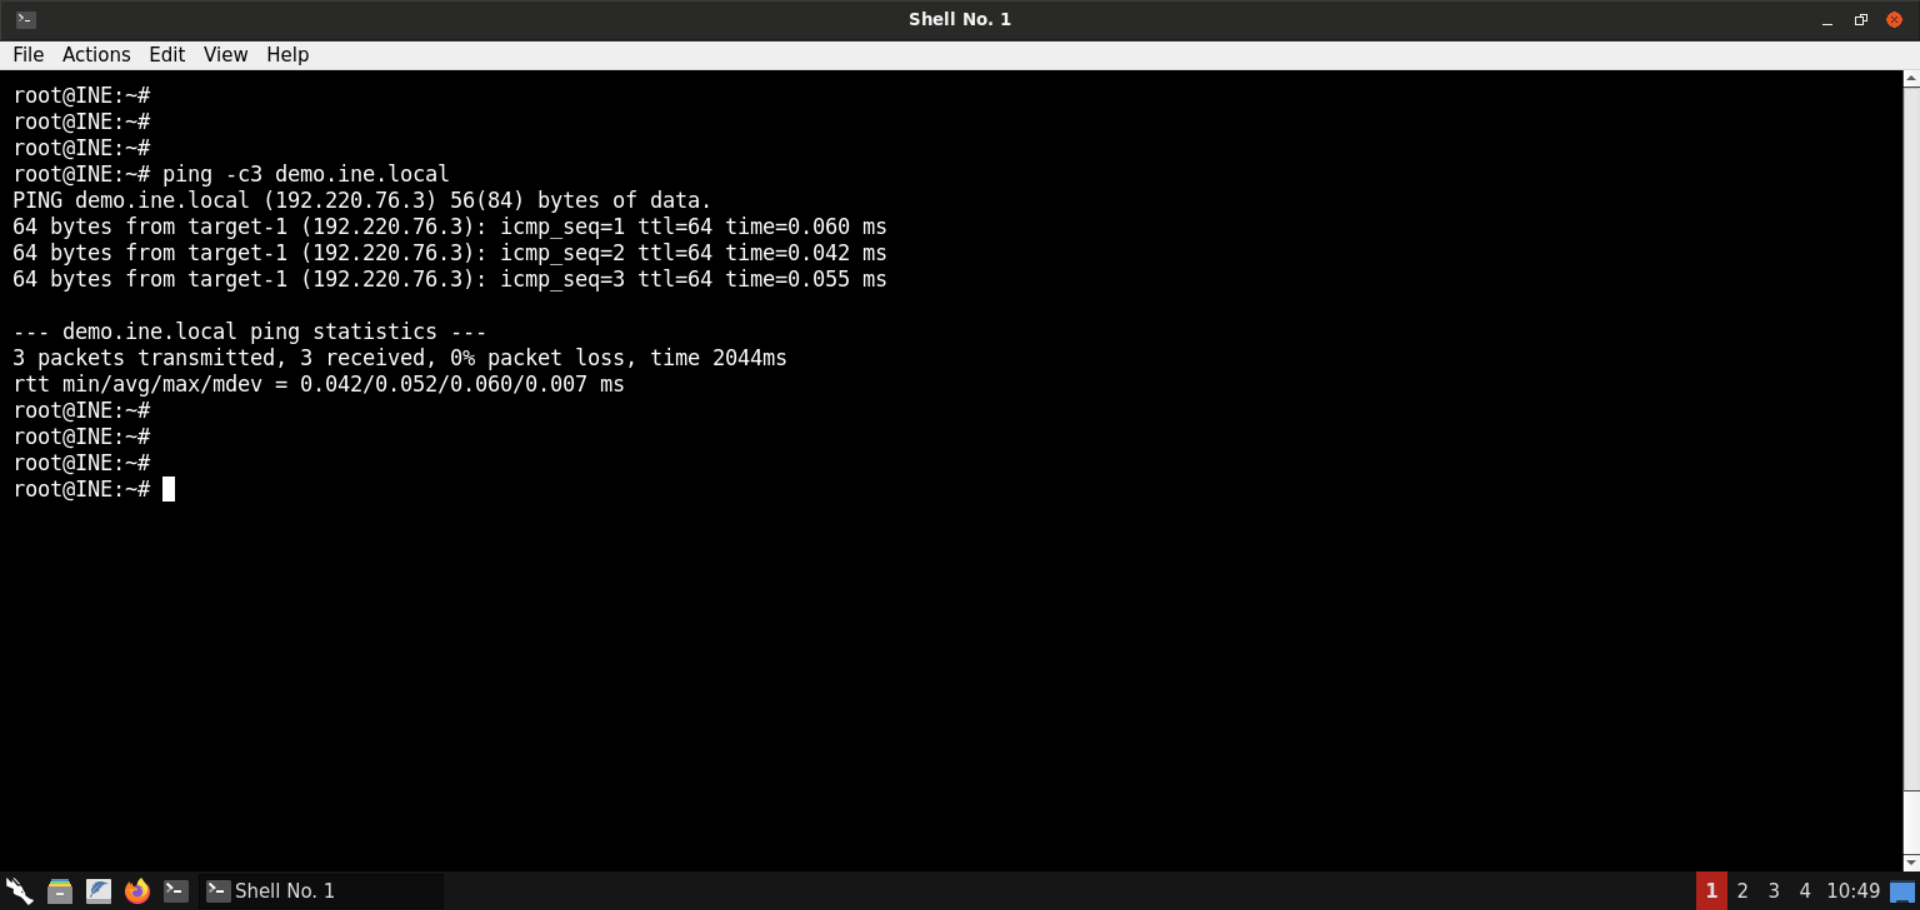 Shell No. 1
File Actions Edit View Help
root@INE:~#
root@INE:~#
root@INE:~#
root@INE:~# ping -c3 demo.ine.local
PING demo.ine.local (192.220.76.3) 56(84) bytes of data.
64 bytes from target-1 (192.220.76.3): icmp_seq=1 ttl=64 time=0.060 ms
64 bytes from target-1 (192.220.76.3): icmp_seq=2 ttl=64 time=0.042 ms
64 bytes from target-1 (192.220.76.3): icmp_seq=3 ttl=64 time=0.055 ms
--- demo.ine.local ping statistics ---
3 packets transmitted, 3 received, 0% packet loss, time 2044ms
rtt min/avg/max/mdev = 0.042/0.052/0.060/0.007 ms
root@INE:~#
root@INE:~#
root@INE:~#
root@INE:~#
Shell No. 1 1 2 3 4 10:49